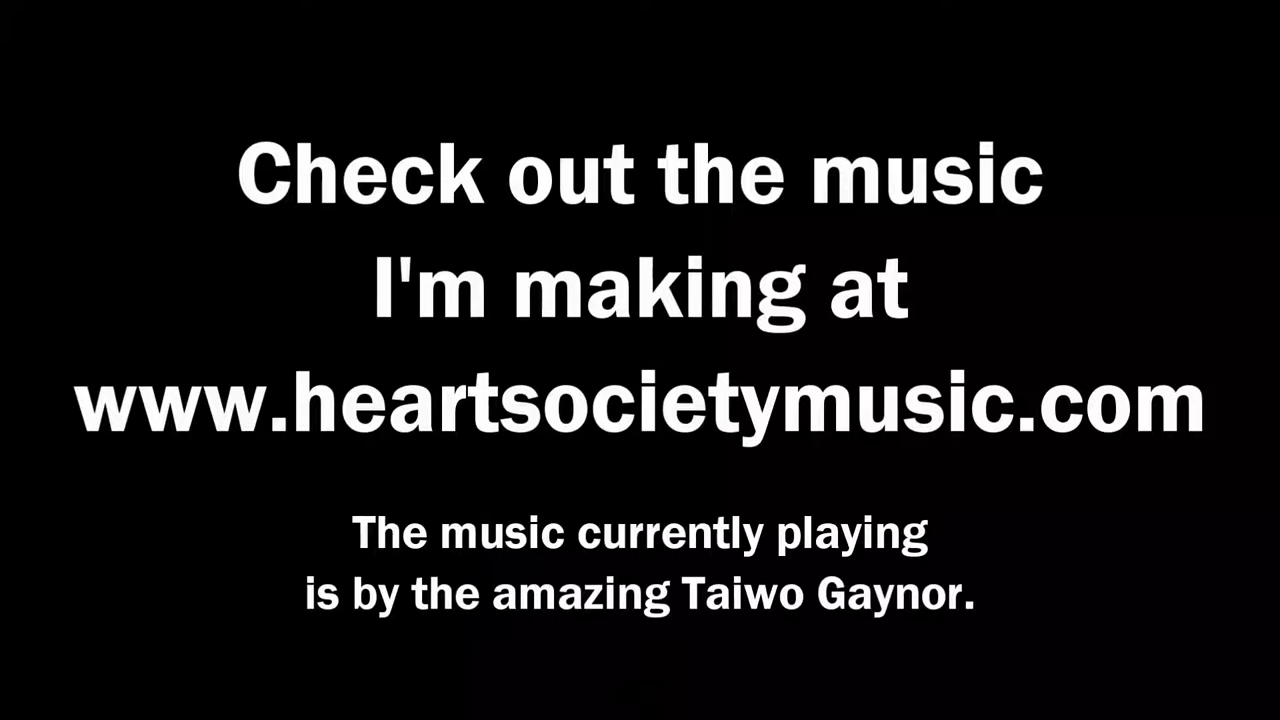 Check out the music
I'm making at
www.heartsocietymusic.com
The music currently playing
is by the amazing Taiwo Gaynor.